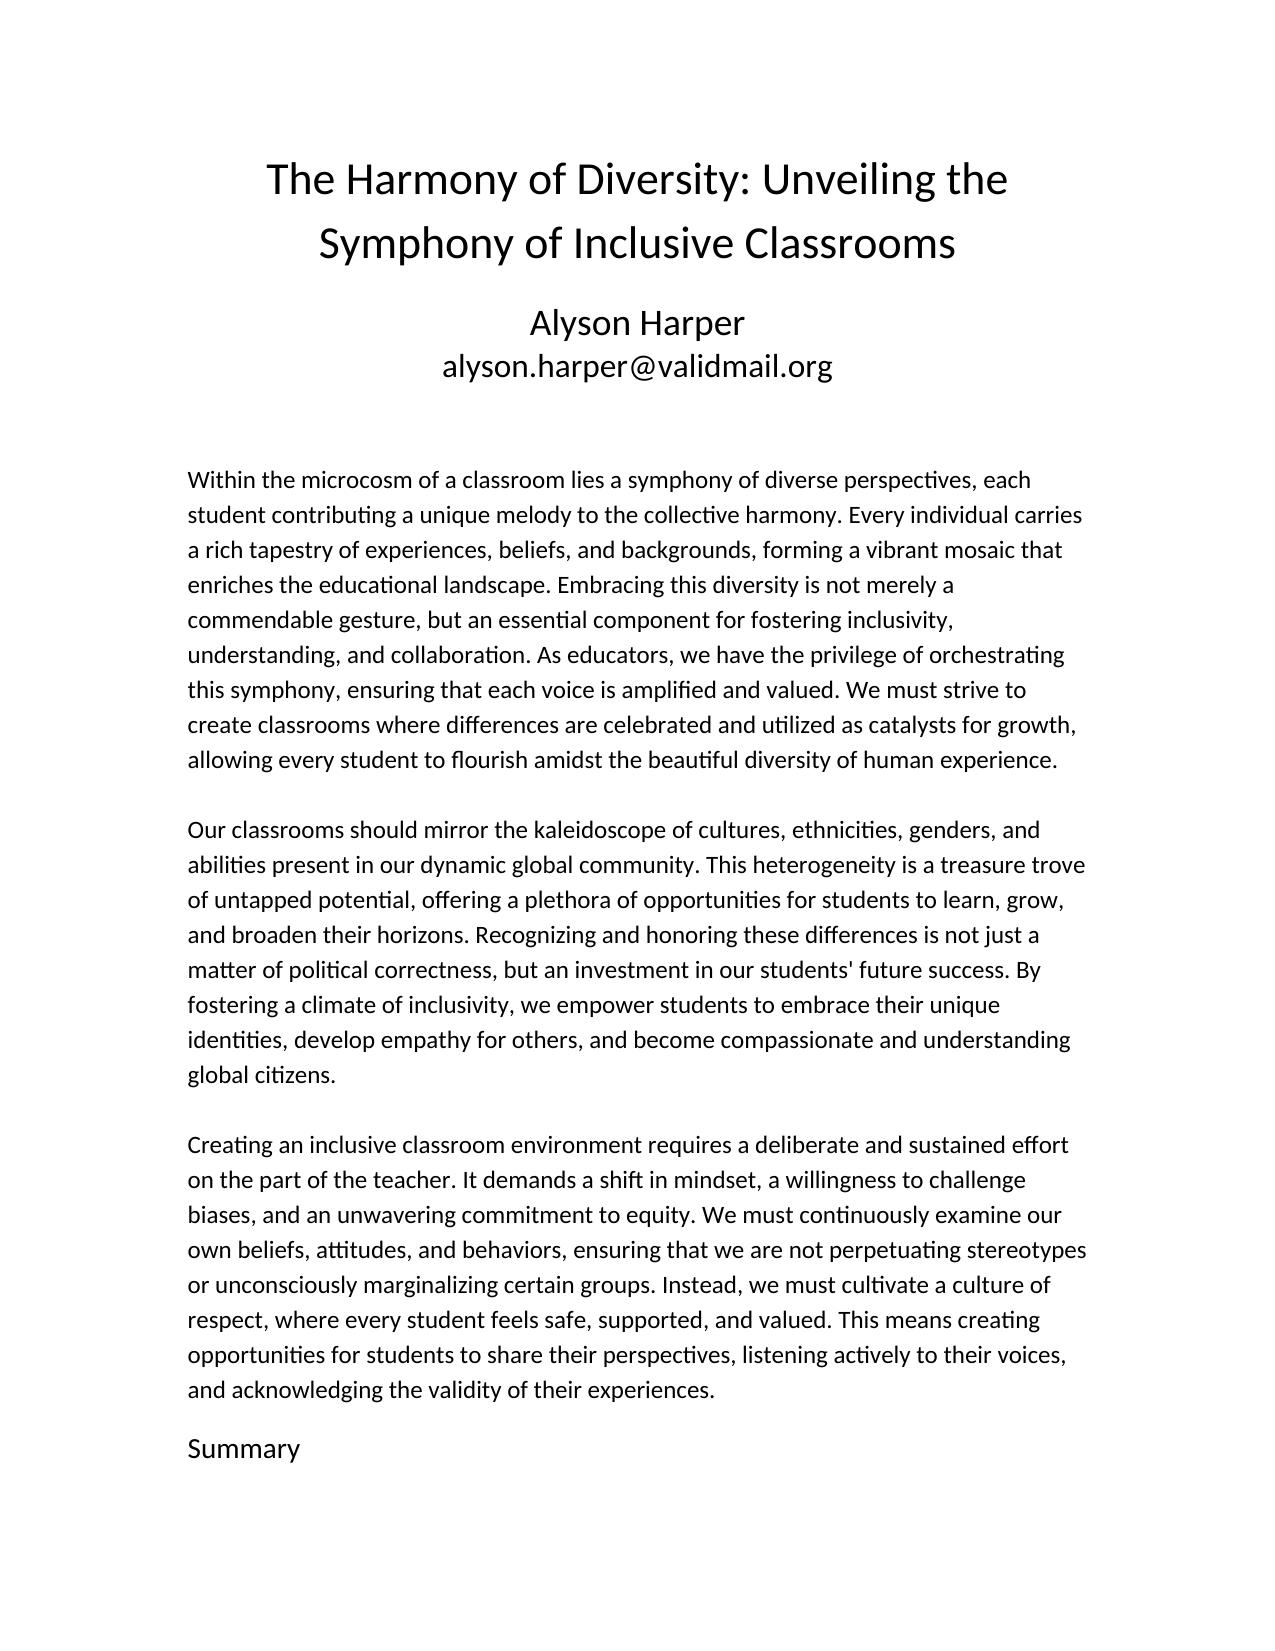 The Harmony of Diversity: Unveiling the
Symphony of Inclusive Classrooms
Alyson Harper
alyson.harper@validmail.org
Within the microcosm of a classroom lies a symphony of diverse perspectives, each
student contributing a unique melody to the collective harmony. Every individual carries
a rich tapestry of experiences, beliefs, and backgrounds, forming a vibrant mosaic that
enriches the educational landscape. Embracing this diversity is not merely a
commendable gesture, but an essential component for fostering inclusivity,
understanding, and collaboration. As educators, we have the privilege of orchestrating
this symphony, ensuring that each voice is amplified and valued. We must strive to
create classrooms where differences are celebrated and utilized as catalysts for growth,
allowing every student to flourish amidst the beautiful diversity of human experience.
Our classrooms should mirror the kaleidoscope of cultures, ethnicities, genders, and
abilities present in our dynamic global community. This heterogeneity is a treasure trove
of untapped potential, offering a plethora of opportunities for students to learn, grow,
and broaden their horizons. Recognizing and honoring these differences is not just a
matter of political correctness, but an investment in our students' future success. By
fostering a climate of inclusivity, we empower students to embrace their unique
identities, develop empathy for others, and become compassionate and understanding
global citizens.
Creating an inclusive classroom environment requires a deliberate and sustained effort
on the part of the teacher. It demands a shift in mindset, a willingness to challenge
biases, and an unwavering commitment to equity. We must continuously examine our
own beliefs, attitudes, and behaviors, ensuring that we are not perpetuating stereotypes
or unconsciously marginalizing certain groups. Instead, we must cultivate a culture of
respect, where every student feels safe, supported, and valued. This means creating
opportunities for students to share their perspectives, listening actively to their voices,
and acknowledging the validity of their experiences.
Summary